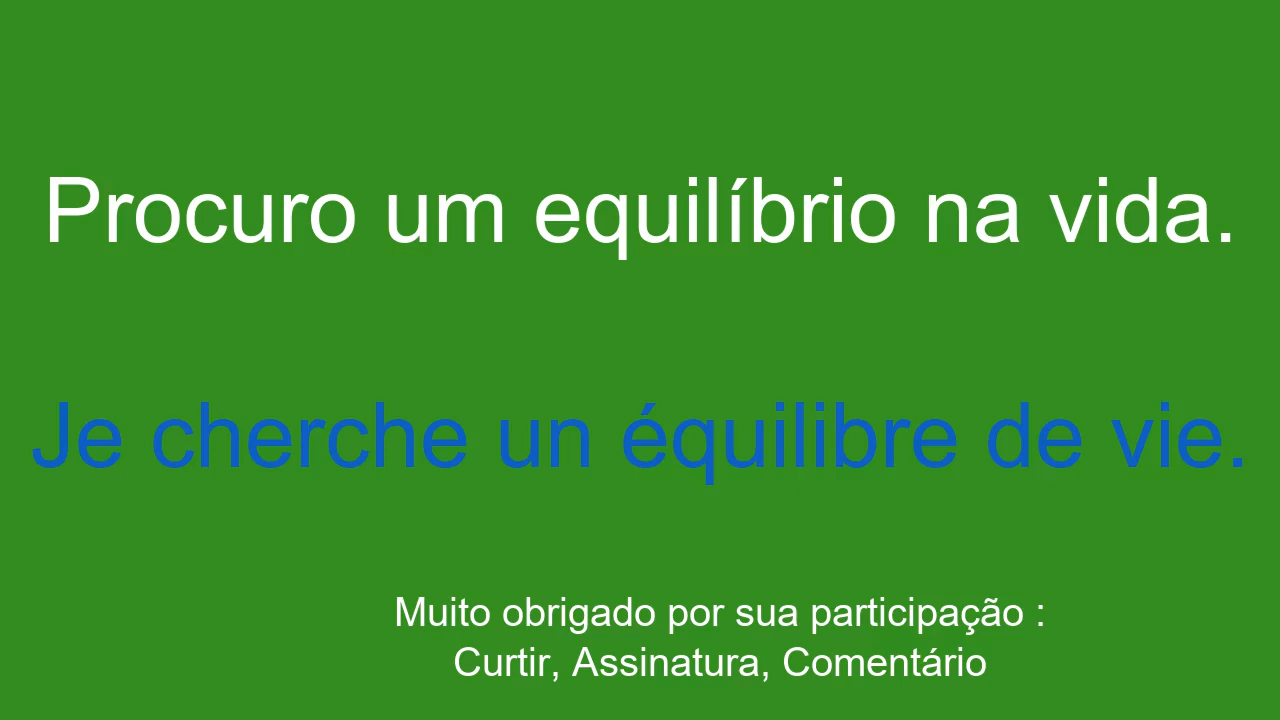 Procuro um equilíbrio na vida.
Je cherche un équilibre de vie.
Muito obrigado por sua participação :
Curtir, Assinatura, Comentário